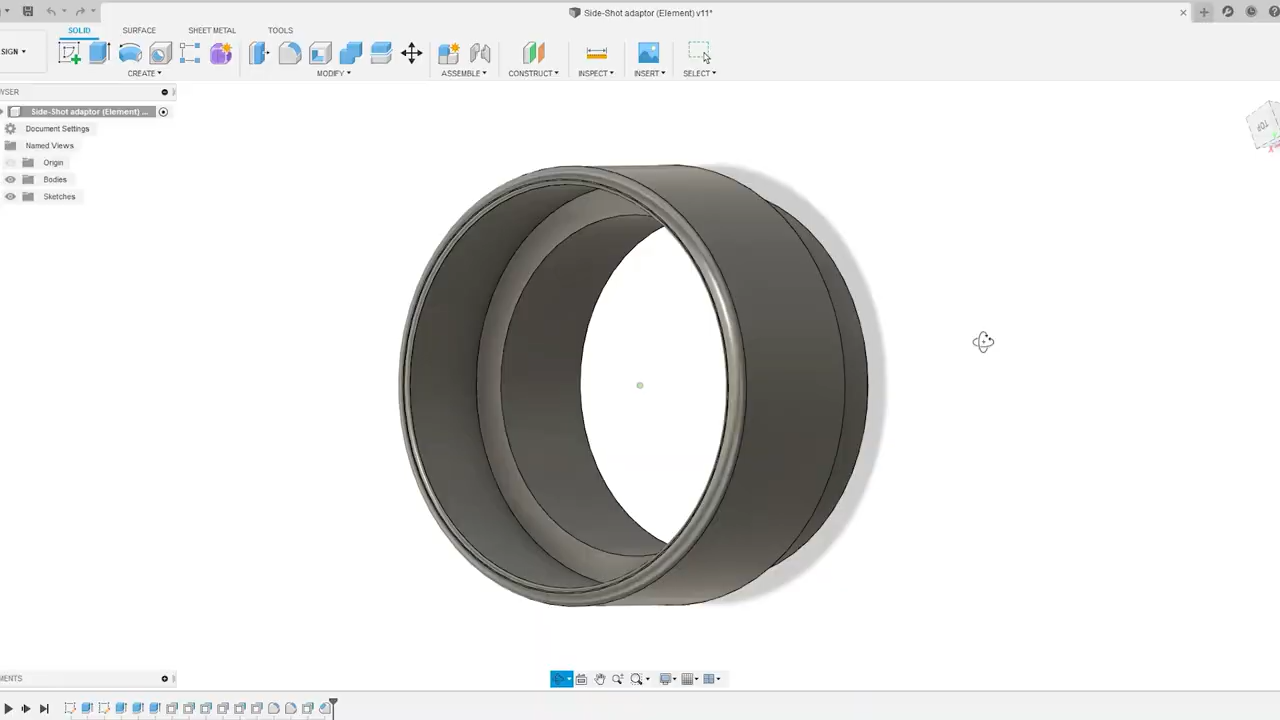 Side-Shot adaptor (Element) v11*
SOLID SURFACE SHEET METAL TOOLS
SIGN
CREATE MODIFY ASSEMBLE CONSTRUCT INSPECT INSERT SELECT
WSER
Side-Shot adaptor (Element) ...
Document Settings
Named Views
Origin
Bodies
Sketches
TOP
MENTS